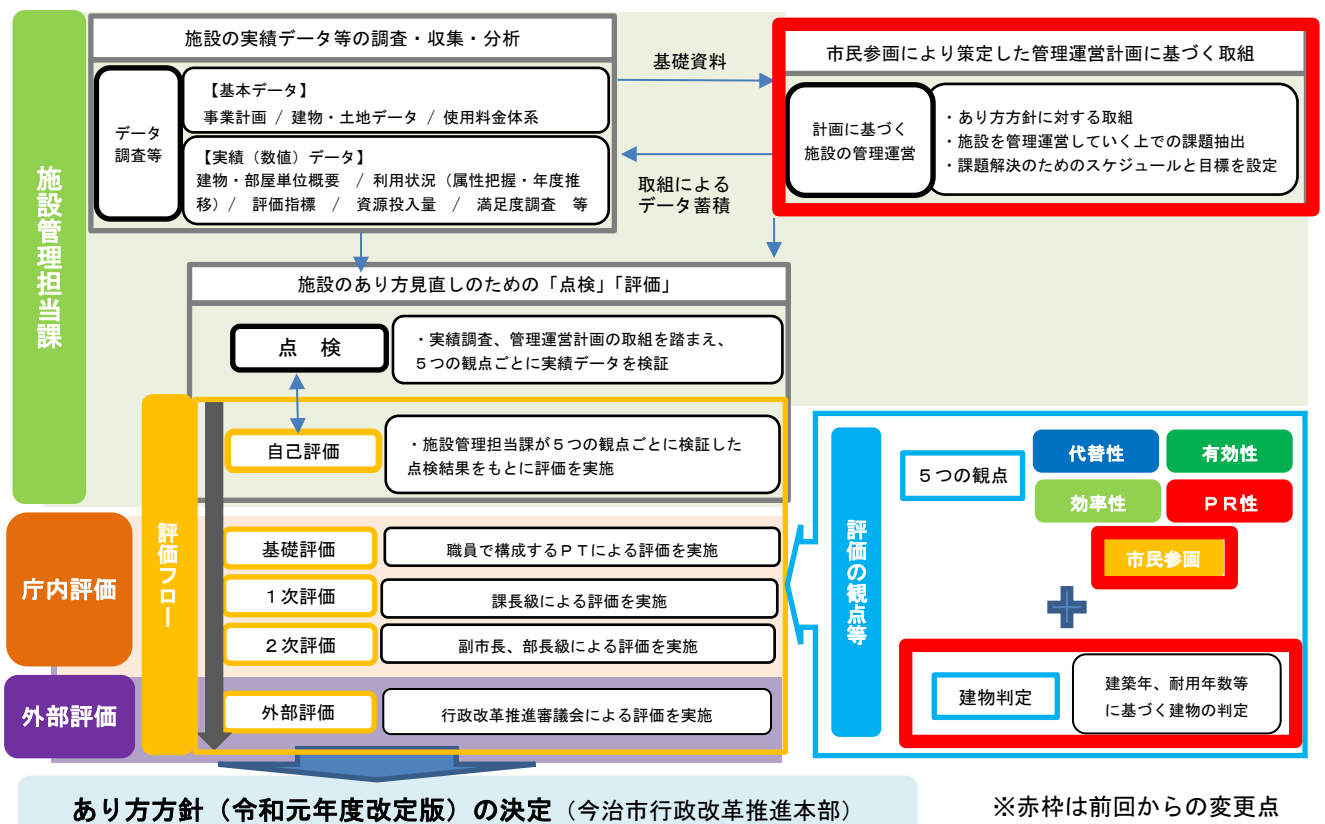 施設管理担当課
施設の実績データ等の調査・収集・分析
データ
調査等
【基本データ】
事業計画 / 建物・土地データ / 使用料金体系
【実績（数値）データ】
建物・部屋単位概要 / 利用状況（属性把握・年度推
移）/ 評価指標 / 資源投入量 / 満足度調査 等
基礎資料
取組による
データ蓄積
市民参画により策定した管理運営計画に基づく取組
計画に基づく
施設の管理運営
・あり方方針に対する取組
・施設を管理運営していく上での課題抽出
・課題解決のためのスケジュールと目標を設定
施設のあり方見直しのための「点検」「評価」
点 検
・実績調査、管理運営計画の取組を踏まえ、
５つの観点ごとに実績データを検証
評価フロー
自己評価
・施設管理担当課が５つの観点ごとに検証した
点検結果をもとに評価を実施
庁内評価
基礎評価
職員で構成するＰＴによる評価を実施
１次評価
課長級による評価を実施
２次評価
副市長、部長級による評価を実施
外部評価
外部評価
行政改革推進審議会による評価を実施
評価の観点等
５つの観点
代替性
有効性
効率性
ＰＲ性
市民参画
建物判定
建築年、耐用年数等
に基づく建物の判定
あり方方針（令和元年度改定版）の決定（今治市行政改革推進本部）
※赤枠は前回からの変更点